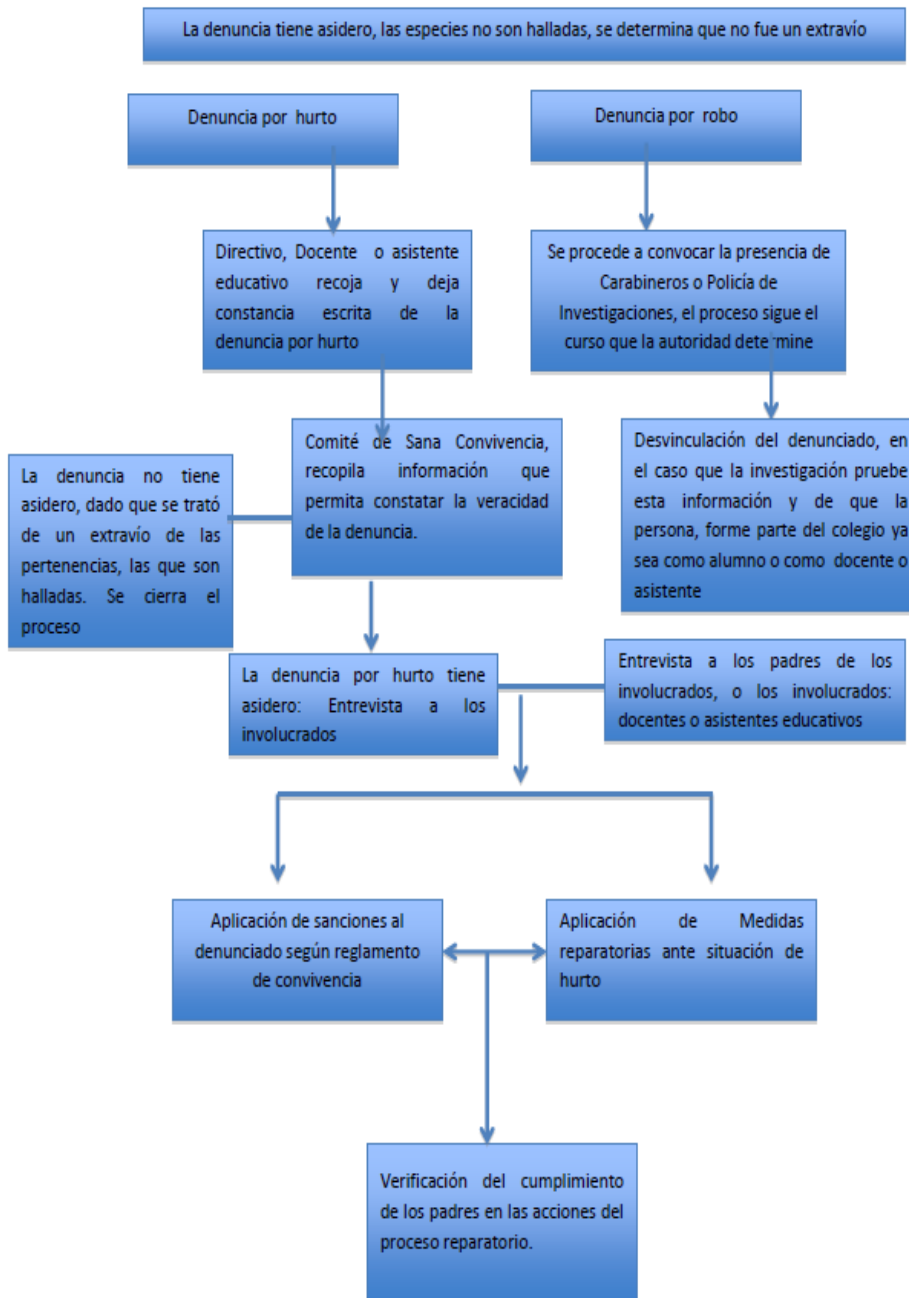 La denuncia tiene asidero, las especies no son halladas, se determina que no fue un extravío
Denuncia por hurto
Denuncia por robo
Directivo, Docente o asistente
educativo recoja y deja
constancia escrita de la
denuncia por hurto
Se procede a convocar la presencia de
Carabineros o Policía de
Investigaciones, el proceso sigue el
curso que la autoridad determine
Comité de Sana Convivencia,
recopila información que
permita constatar la veracidad
de la denuncia.
Desvinculación del denunciado, en
el caso que la investigación pruebe
esta información y de que la
persona, forme parte del colegio ya
sea como alumno o como docente o
asistente
La denuncia no tiene
asidero, dado que se trató
de un extravío de las
pertenencias, las que son
halladas. Se cierra el
proceso
La denuncia por hurto tiene
asidero: Entrevista a los
involucrados
Entrevista a los padres de los
involucrados, o los involucrados:
docentes o asistentes educativos
Aplicación de sanciones al
denunciado según reglamento
de convivencia
Aplicación de Medidas
reparatorias ante situación de
hurto
Verificación del cumplimiento
de los padres en las acciones del
proceso reparatorio.